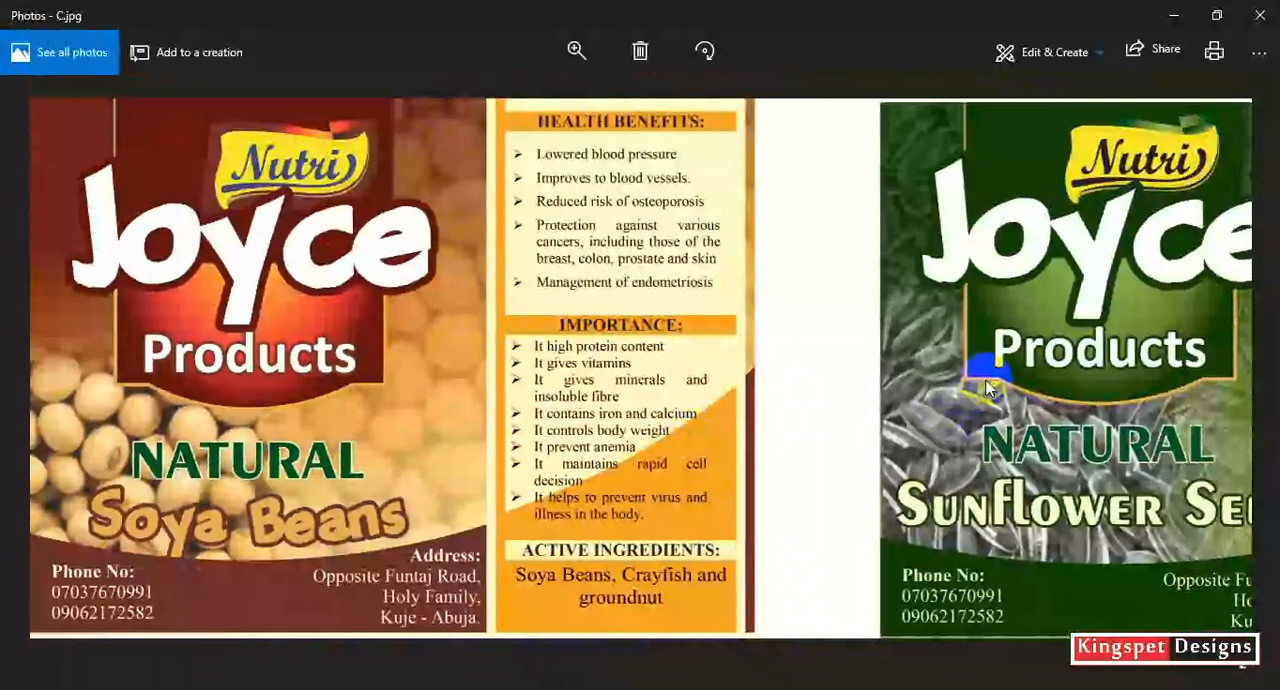 Photos - C.jpg
See all photos
Add to a creation
Edit & Create
Share
Nutri
Joyce
Products
NATURAL
Soya Beans
Phone No:
07037670991
09062172582
Address:
Opposite Funtaj Road,
Holy Family,
Kuje - Abuja.
HEALTH BENEFITS:
Lowered blood pressure
Improves to blood vessels.
Reduced risk of osteoporosis
Protection against various
cancers, including those of the
breast, colon, prostate and skin
Management of endometriosis
IMPORTANCE:
It high protein content
It gives vitamins
It gives minerals and
insoluble fibre
It contains iron and calcium
It controls body weight
It prevent anemia
It maintains rapid cell
decision
It helps to prevent virus and
illness in the body.
ACTIVE INGREDIENTS:
Soya Beans, Crayfish and
groundnut
Nutri
Joyce
Products
NATURAL
Sunflower See
Phone No:
07037670991
09062172582
Opposite Fu
Ho
Ku
Kingspet Designs